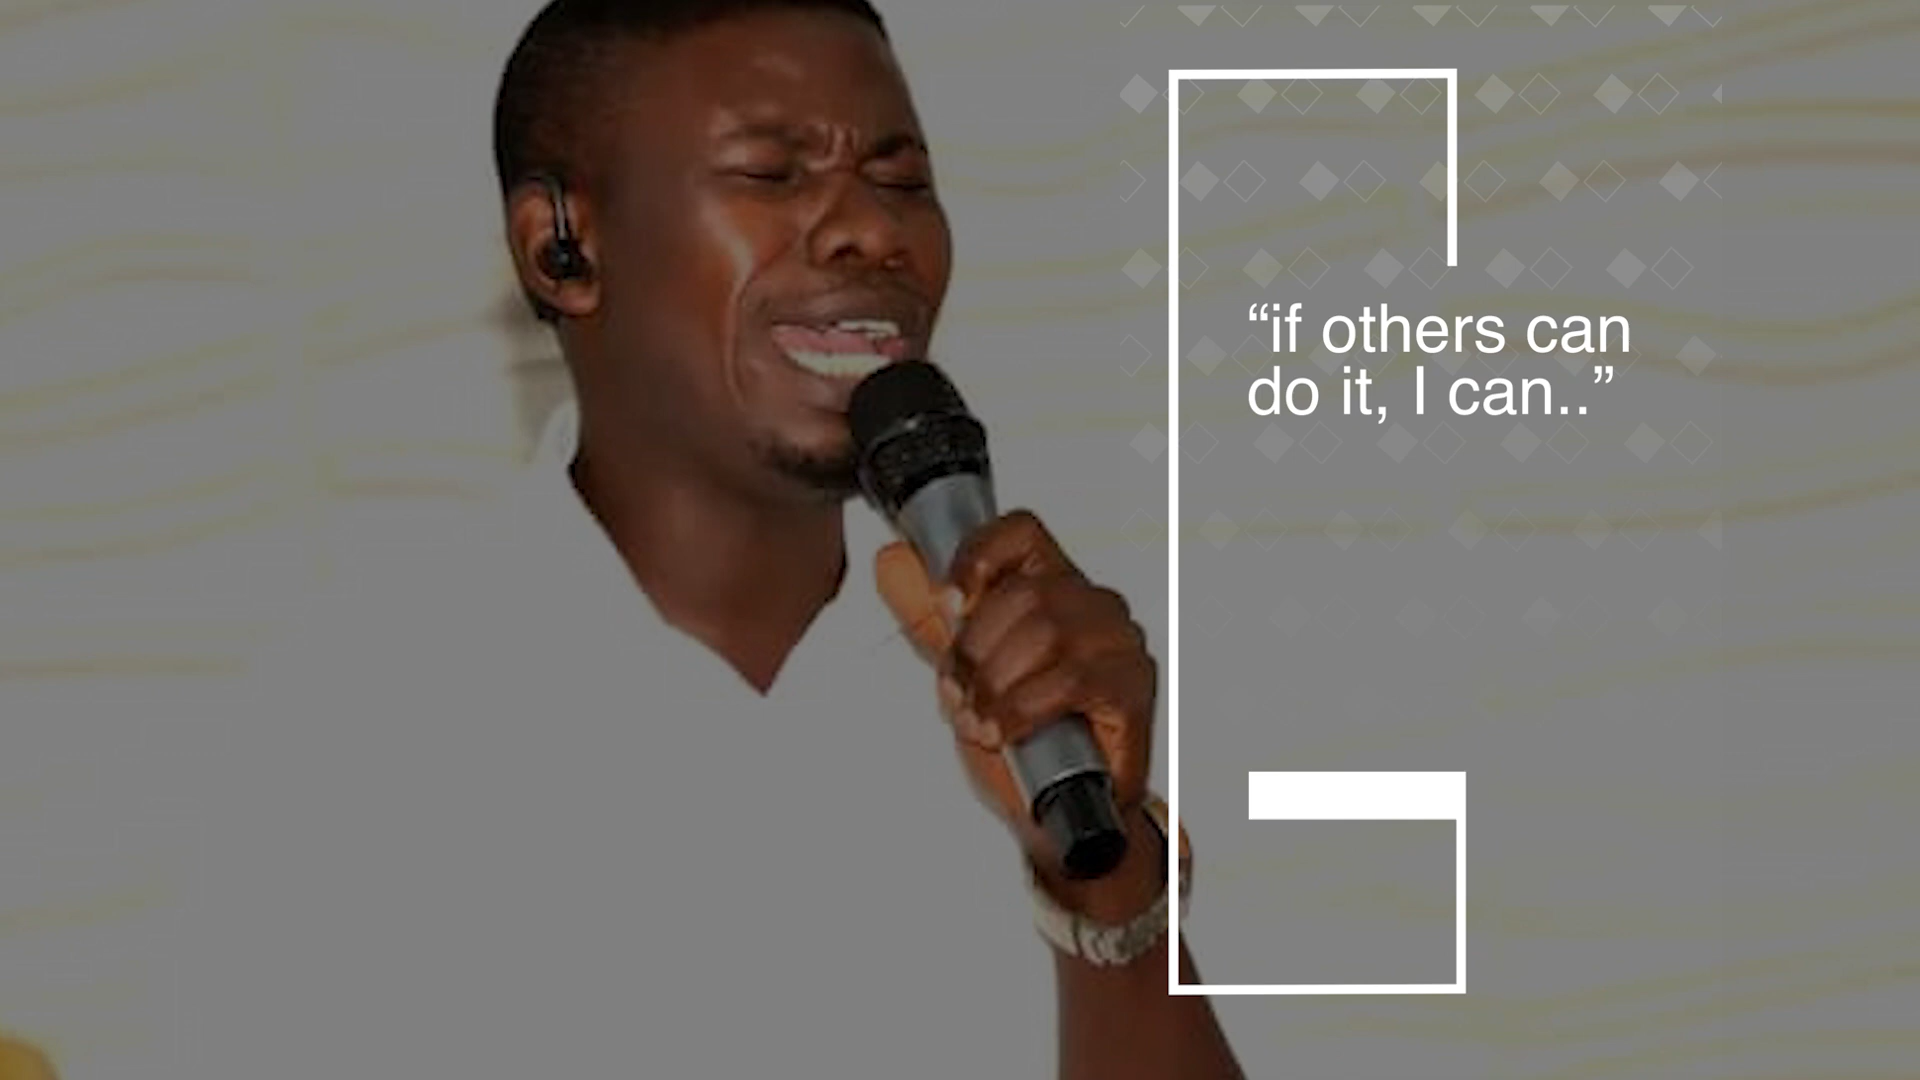 “if others can
do it, I can..”